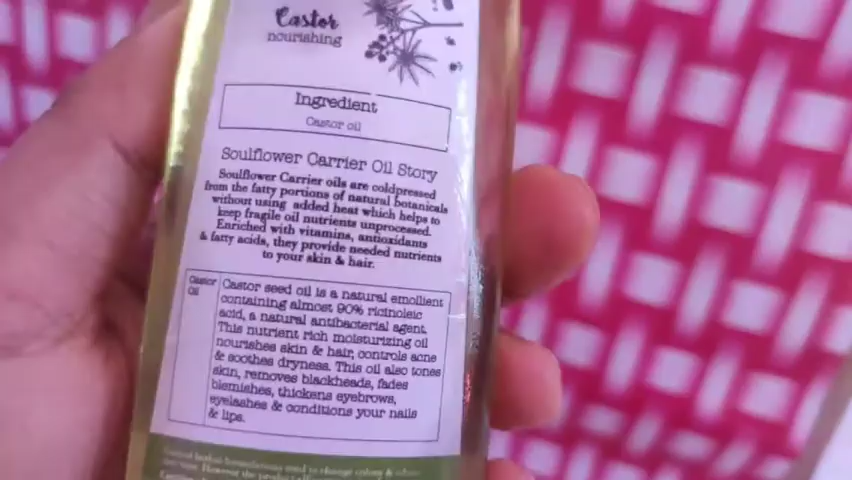 Castor
nourishing
Ingredient
Castor oil
Soulflower Carrier Oil Story
Soulflower Carrier oils are coldpressed
from the fatty portions of natural botanicals
without using added heat which helps to
keep fragile oil nutrients unprocessed.
Enriched with vitamins, antioxidants
& fatty acids, they provide needed nutrients
to your skin & hair.
Castor
Oil
Castor seed oil is a natural emollient
containing almost 90% ricinoleic
acid, a natural antibacterial agent.
This nutrient rich moisturizing oil
nourishes skin & hair, controls acne
& soothes dryness. This oil also tones
skin, removes blackheads, fades
blemishes, thickens eyebrows,
eyelashes & conditions your nails
& lips.